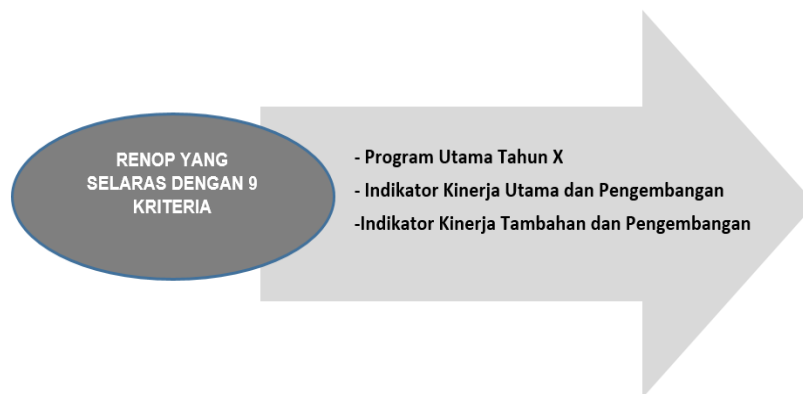 RENOP YANG
SELARAS DENGAN 9
KRITERIA
- Program Utama Tahun X
- Indikator Kinerja Utama dan Pengembangan
-Indikator Kinerja Tambahan dan Pengembangan